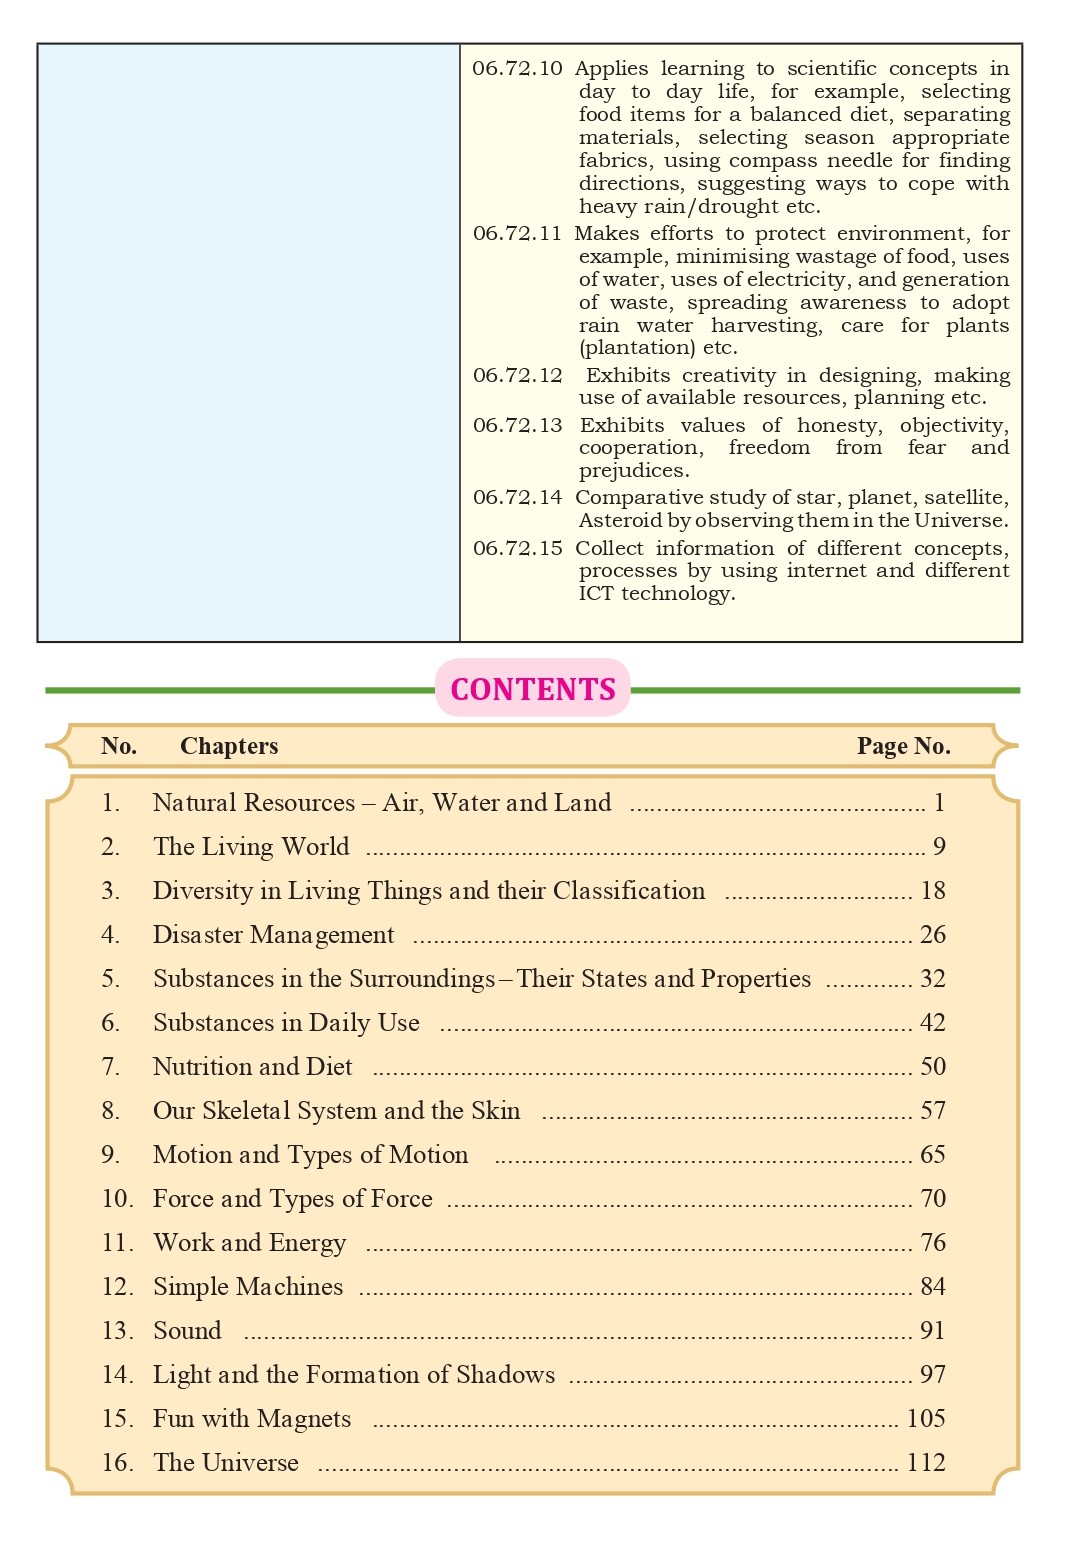 06.72.10 Applies learning to scientific concepts in
day to day life, for example, selecting
food items for a balanced diet, separating
materials, selecting season appropriate
fabrics, using compass needle for finding
directions, suggesting ways to cope with
heavy rain/drought etc.
06.72.11 Makes efforts to protect environment, for
example, minimising wastage of food, uses
of water, uses of electricity, and generation
of waste, spreading awareness to adopt
rain water harvesting, care for plants
(plantation) etc.
06.72.12 Exhibits creativity in designing, making
use of available resources, planning etc.
06.72.13 Exhibits values of honesty, objectivity,
cooperation, freedom from fear and
prejudices.
06.72.14 Comparative study of star, planet, satellite,
Asteroid by observing them in the Universe.
06.72.15 Collect information of different concepts,
processes by using internet and different
ICT technology.
CONTENTS
No. Chapters Page No.
1. Natural Resources – Air, Water and Land ............................................ 1
2. The Living World .................................................................................... 9
3. Diversity in Living Things and their Classification ............................ 18
4. Disaster Management ........................................................................... 26
5. Substances in the Surroundings – Their States and Properties ............. 32
6. Substances in Daily Use ....................................................................... 42
7. Nutrition and Diet ................................................................................. 50
8. Our Skeletal System and the Skin ........................................................ 57
9. Motion and Types of Motion ............................................................... 65
10. Force and Types of Force ...................................................................... 70
11. Work and Energy .................................................................................. 76
12. Simple Machines ................................................................................... 84
13. Sound .................................................................................................... 91
14. Light and the Formation of Shadows .................................................... 97
15. Fun with Magnets ............................................................................... 105
16. The Universe ....................................................................................... 112